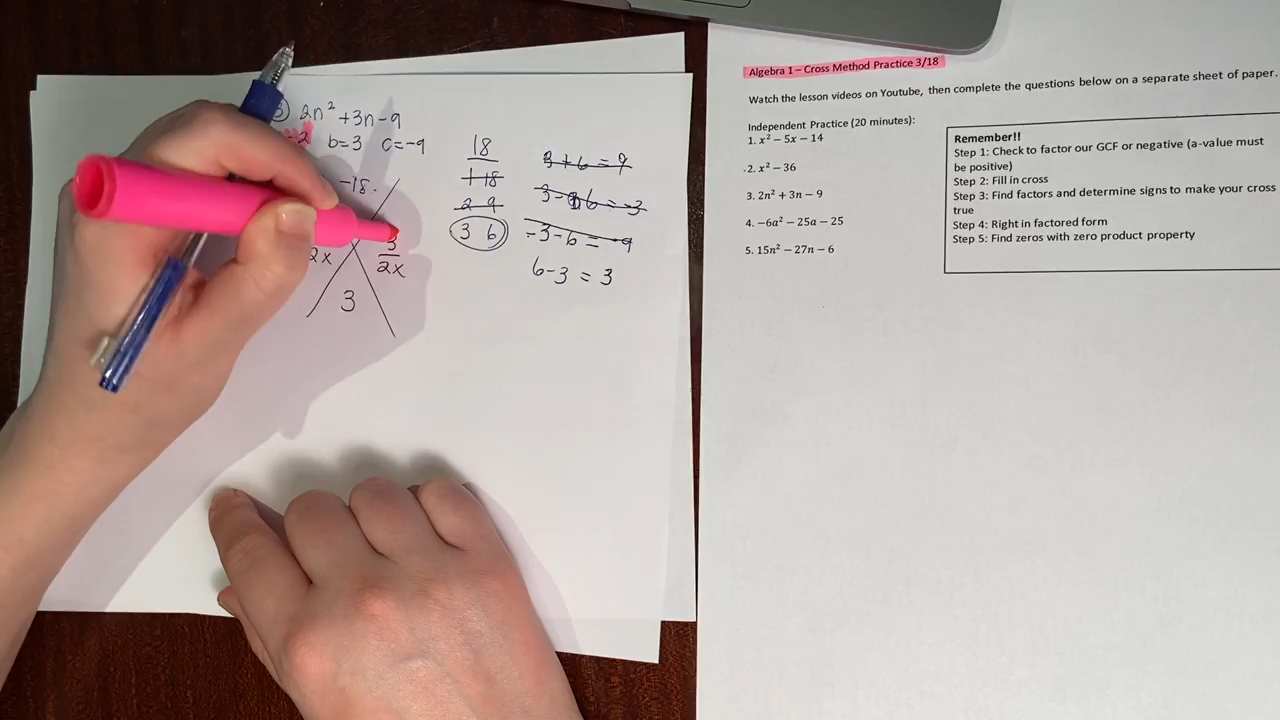 2n² + 3n - 9
b=3 c=-9
-18
2x
3
2x
3
18
1 18
2 9
3 6
3 + 6 = 9
= -3
-3 - 6 = -9
6 - 3 = 3
Algebra 1 – Cross Method Practice 3/18
Watch the lesson videos on Youtube, then complete the questions below on a separate sheet of paper.
Independent Practice (20 minutes):
1. x² – 5x – 14
2. x² – 36
3. 2n² + 3n – 9
4. –6a² – 25a – 25
5. 15n² – 27n – 6
Remember!!
Step 1: Check to factor our GCF or negative (a-value must
be positive)
Step 2: Fill in cross
Step 3: Find factors and determine signs to make your cross
true
Step 4: Right in factored form
Step 5: Find zeros with zero product property